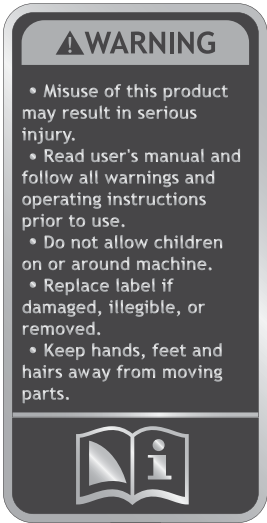 WARNING
• Misuse of this product
may result in serious
injury.
• Read user's manual and
follow all warnings and
operating instructions
prior to use.
• Do not allow children
on or around machine.
• Replace label if
damaged, illegible, or
removed.
• Keep hands, feet and
hairs away from moving
parts.
i